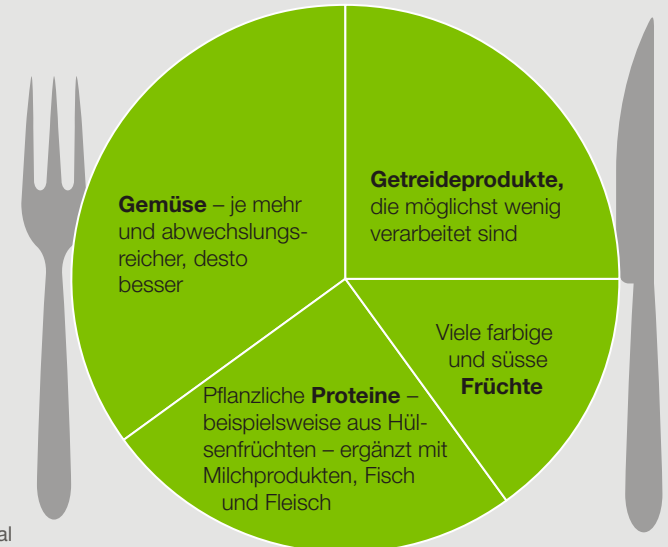 Gemüse – je mehr
und abwechslungs-
reicher, desto
besser
Getreideprodukte,
die möglichst wenig
verarbeitet sind
Viele farbige
und süsse
Früchte
Pflanzliche Proteine –
beispielsweise aus Hül-
senfrüchten – ergänzt mit
Milchprodukten, Fisch
und Fleisch
al